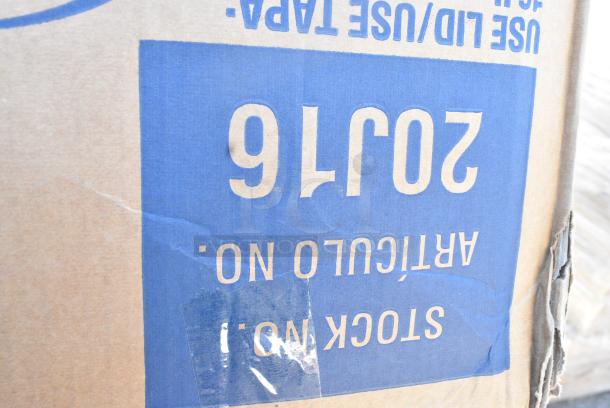 STOCK NO.
ARTÍCULO NO.
20J16
USE LID/USE TAPA: